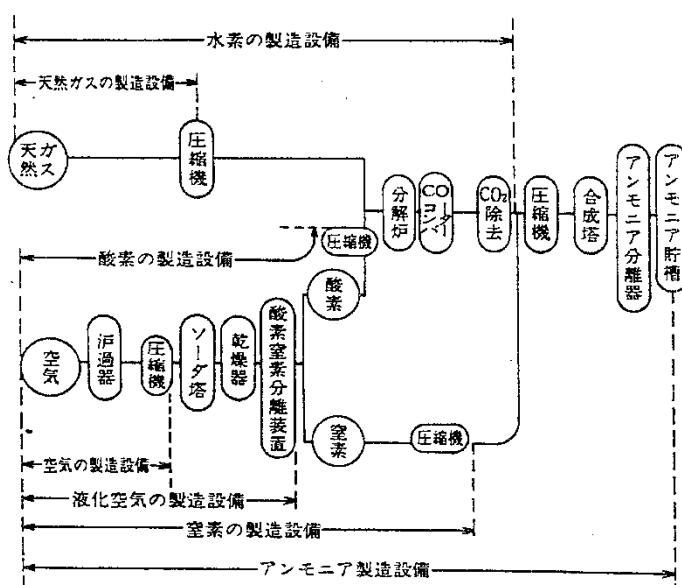 水素の製造設備
天然ガスの製造設備
天然ガス
圧縮機
分解炉
COコンバーター
CO₂除去
圧縮機
合成塔
アンモニア分離器
アンモニア貯槽
圧縮機
酸素の製造設備
酸素
空気
沪過器
圧縮機
ソーダ塔
乾燥器
酸素窒素分離装置
窒素
圧縮機
空気の製造設備
液化空気の製造設備
窒素の製造設備
アンモニア製造設備